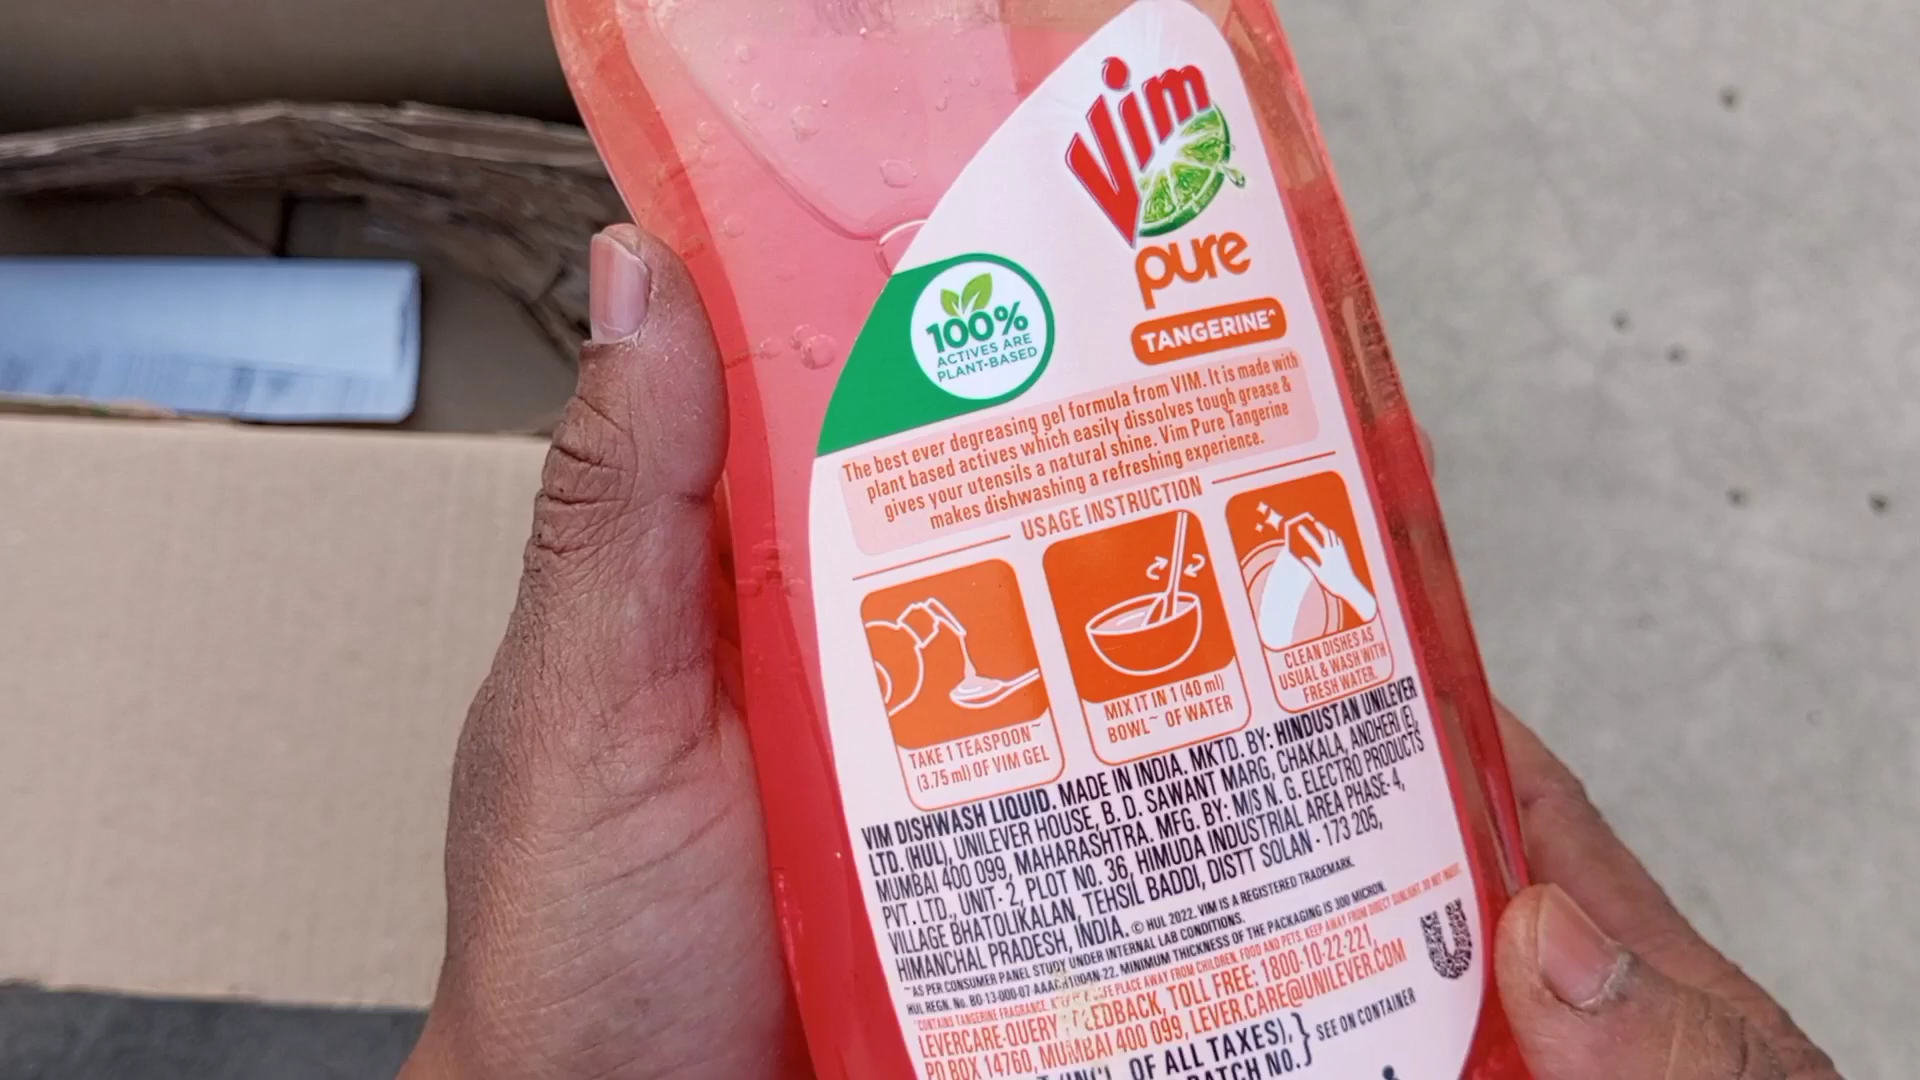 Vim
pure
TANGERINE^
100%
ACTIVES ARE
PLANT-BASED
The best ever degreasing gel formula from VIM. It is made with
plant based actives which easily dissolves tough grease &
gives your utensils a natural shine. Vim Pure Tangerine
makes dishwashing a refreshing experience.
USAGE INSTRUCTION
TAKE 1 TEASPOON~
(3.75 ml) OF VIM GEL
MIX IT IN 1 (40 ml)
BOWL~ OF WATER
CLEAN DISHES AS
USUAL & WASH WITH
FRESH WATER.
VIM DISHWASH LIQUID. MADE IN INDIA. MKTD. BY: HINDUSTAN UNILEVER
LTD. (HUL), UNILEVER HOUSE, B. D. SAWANT MARG, CHAKALA, ANDHERI (E),
MUMBAI 400 099, MAHARASHTRA. MFG. BY: M/S N. G. ELECTRO PRODUCTS
PVT. LTD., UNIT- 2, PLOT NO. 36, HIMUDA INDUSTRIAL AREA PHASE- 4,
VILLAGE BHATOLIKALAN, TEHSIL BADDI, DISTT SOLAN - 173 205,
HIMANCHAL PRADESH, INDIA. © HUL 2022. VIM IS A REGISTERED TRADEMARK.
~AS PER CONSUMER PANEL STUDY UNDER INTERNAL LAB CONDITIONS.
HUL REGN. No. MINIMUM THICKNESS OF THE PACKAGING IS 300 MICRON.
^CONTAINS TANGERINE FRAGRANCE. PLACE AWAY FROM CHILDREN, FOOD AND PETS. KEEP AWAY FROM DIRECT SUNLIGHT. DO NOT INGEST.
LEVERCARE-QUERY FEEDBACK, TOLL FREE: 1800-10-22-221,
PO BOX 14760, MUMBAI 400 099, LEVER.CARE@UNILEVER.COM
(INCL. OF ALL TAXES), } SEE ON CONTAINER
BATCH NO.